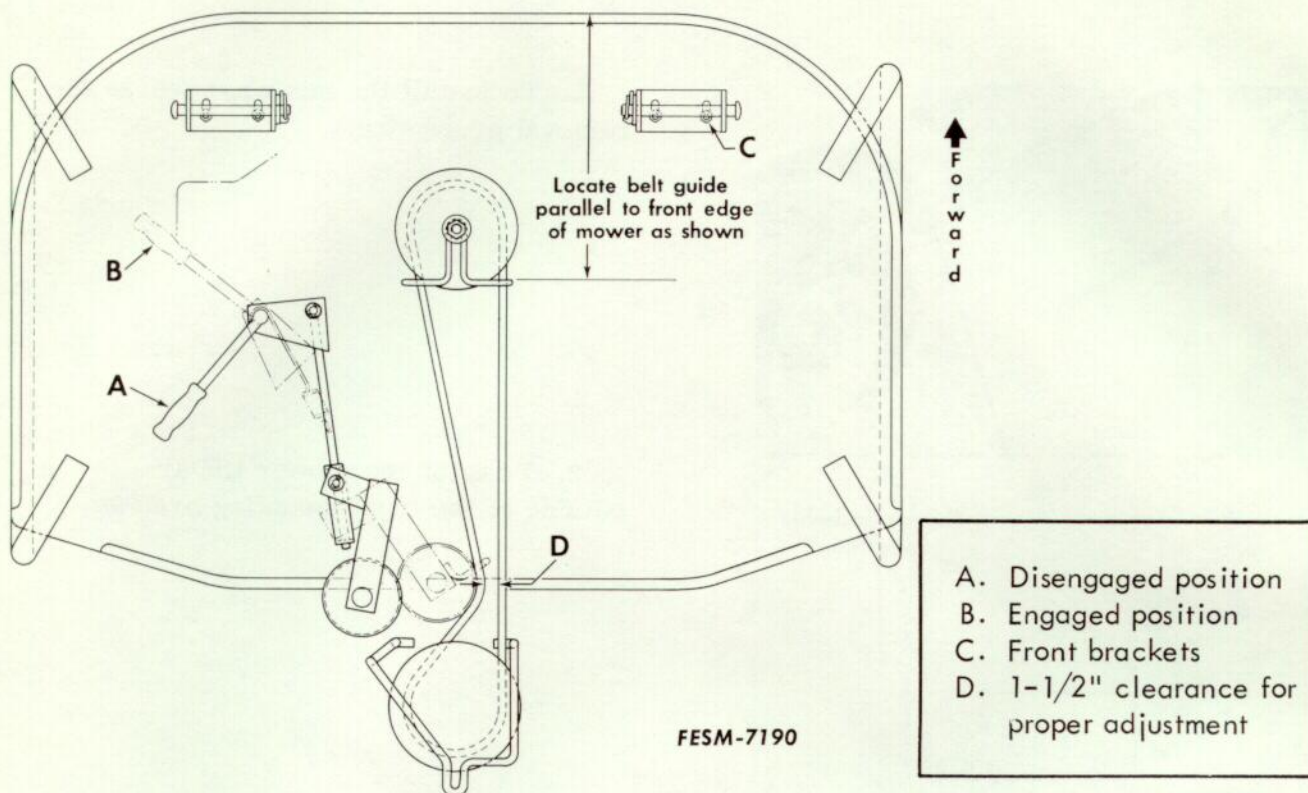 C
Locate belt guide
parallel to front edge
of mower as shown
Forward
B
A
D
A. Disengaged position
B. Engaged position
C. Front brackets
D. 1-1/2" clearance for
proper adjustment
FESM-7190